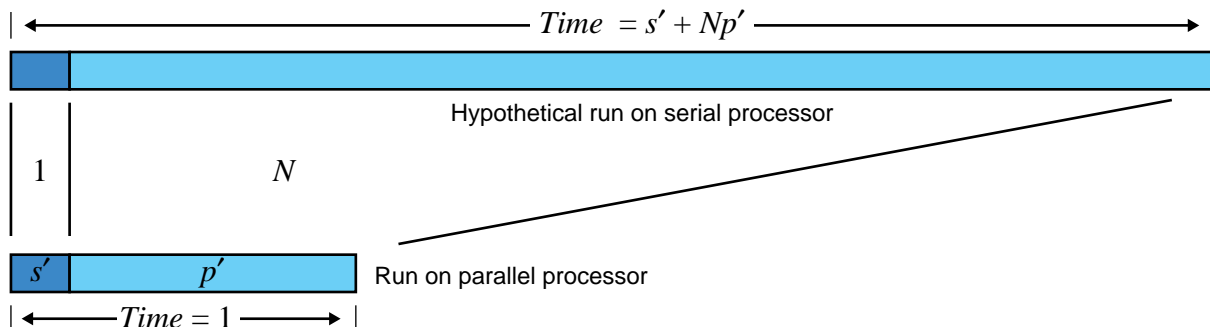 Time = s′ + Np′
Hypothetical run on serial processor
1 N
s′ p′
Run on parallel processor
Time = 1